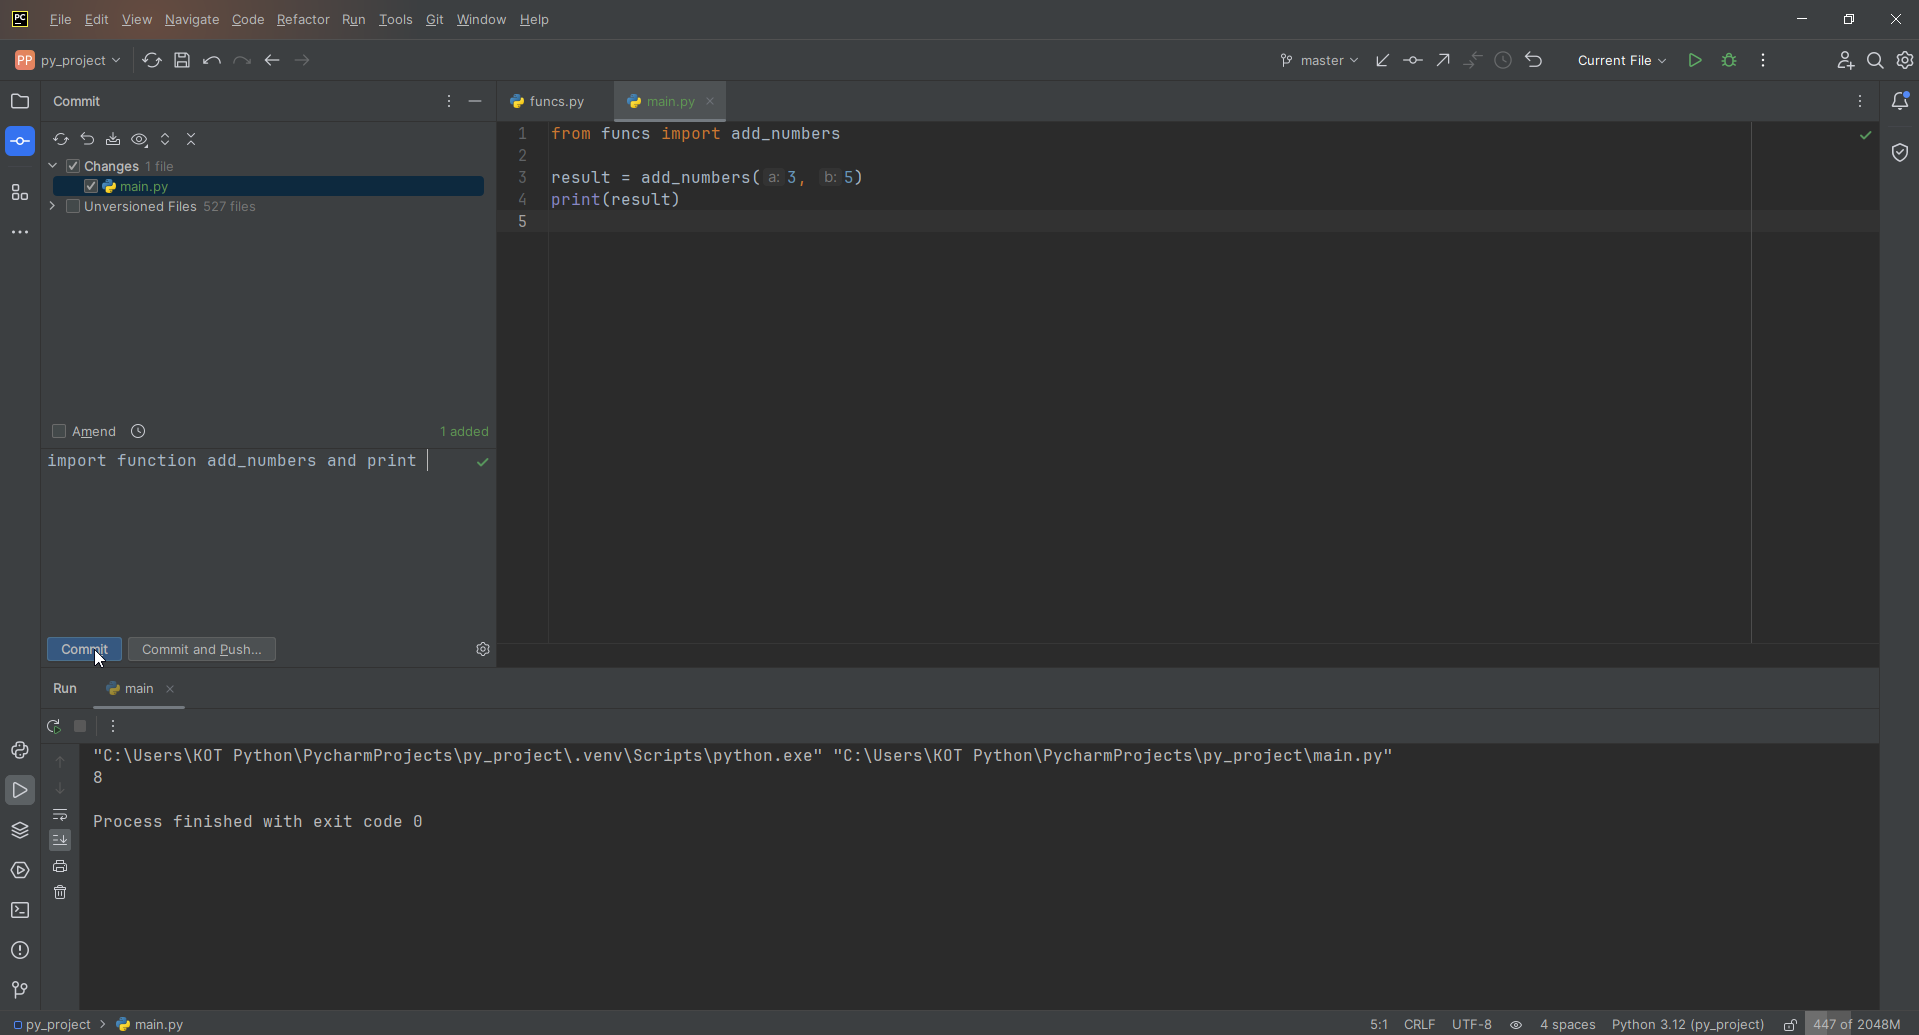 PC File Edit View Navigate Code Refactor Run Tools Git Window Help
PP py_project master Current File
Commit
funcs.py main.py
Changes 1 file
main.py
Unversioned Files 527 files
1 from funcs import add_numbers
2
3 result = add_numbers( a: 3, b: 5)
4 print(result)
5
Amend 1 added
import function add_numbers and print
Commit Commit and Push...
Run main
"C:\Users\KOT Python\PycharmProjects\py_project\.venv\Scripts\python.exe" "C:\Users\KOT Python\PycharmProjects\py_project\main.py"
8
Process finished with exit code 0
py_project > main.py 5:1 CRLF UTF-8 4 spaces Python 3.12 (py_project) 447 of 2048M